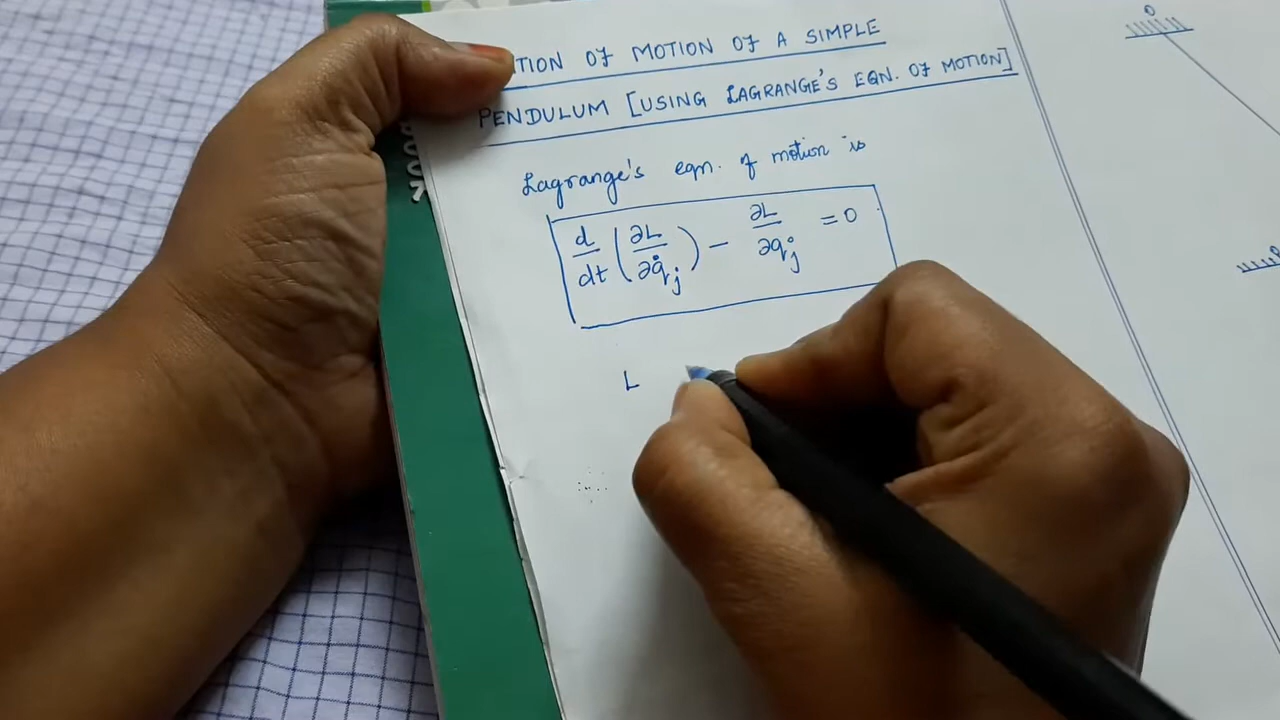 TION OF MOTION OF A SIMPLE
PENDULUM [USING LAGRANGE'S EQN. OF MOTION]
Lagrange's eqn. of motion is
d/dt (∂L/∂q̇j) − ∂L/∂qj = 0
L
O